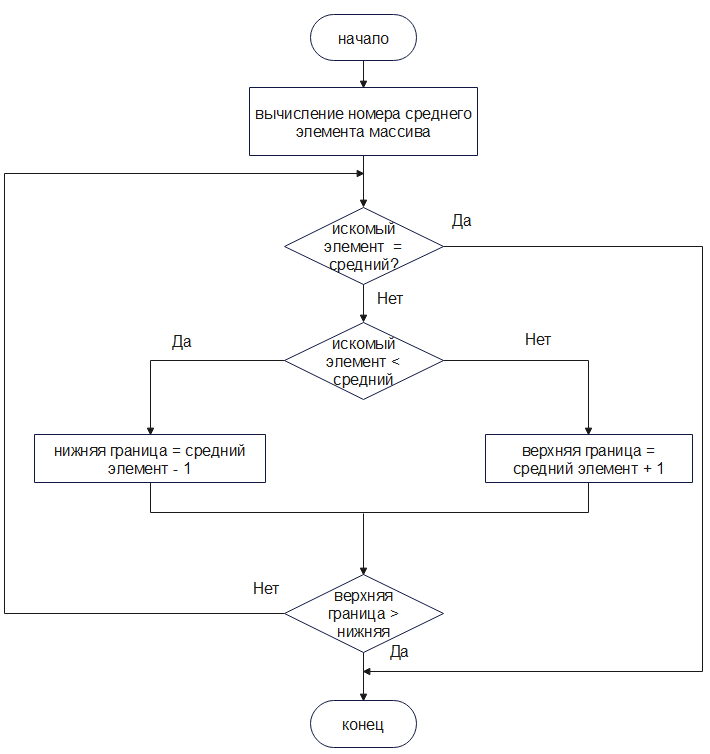 начало
вычисление номера среднего
элемента массива
искомый
элемент =
средний?
Да
Нет
искомый
элемент <
средний
Да
Нет
нижняя граница = средний
элемент - 1
верхняя граница =
средний элемент + 1
верхняя
граница >
нижняя
Нет
Да
конец